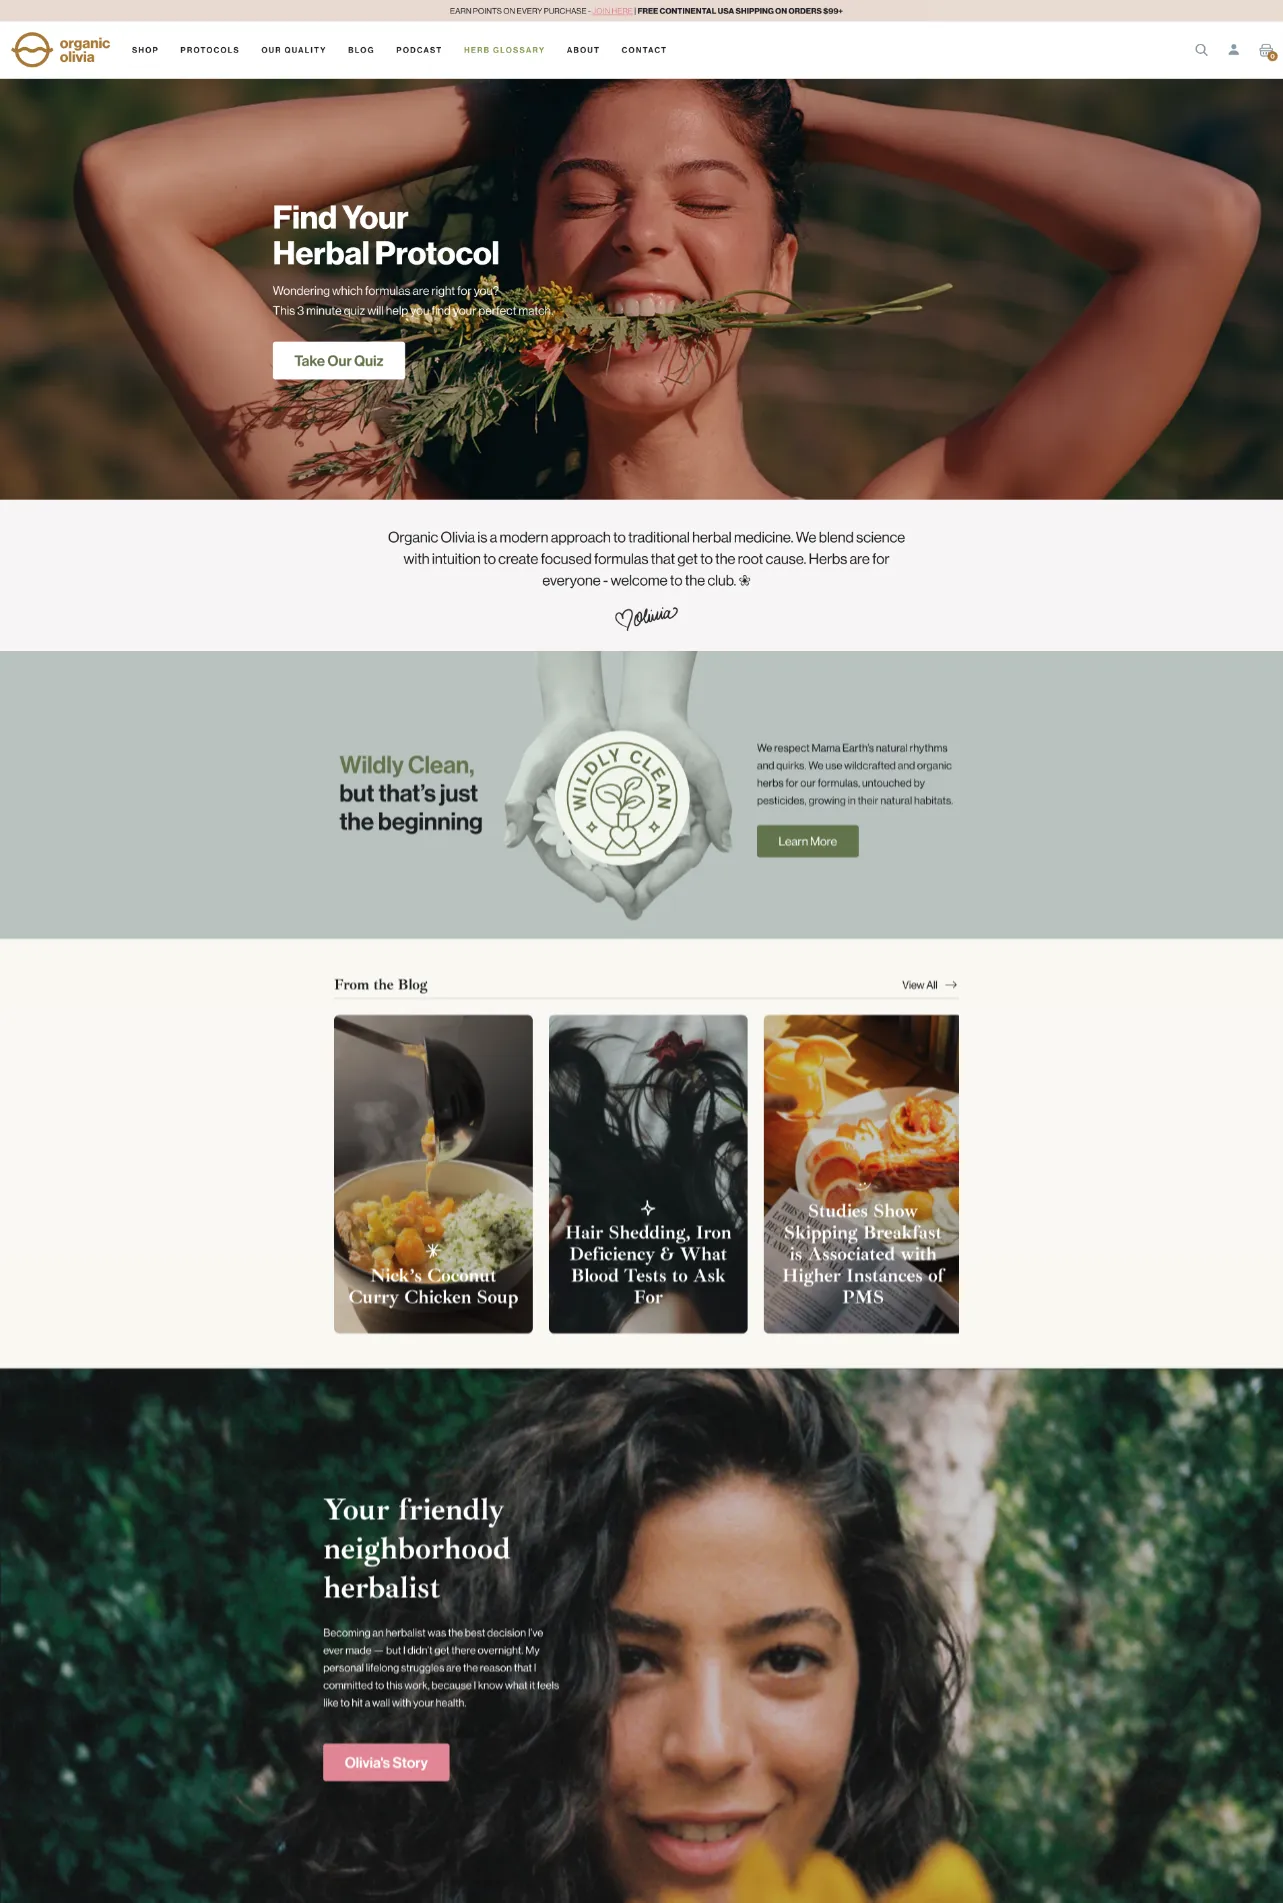 EARN POINTS ON EVERY PURCHASE - JOIN HERE | FREE CONTINENTAL USA SHIPPING ON ORDERS $99+
organic
olivia
SHOP PROTOCOLS OUR QUALITY BLOG PODCAST HERB GLOSSARY ABOUT CONTACT
0
Find Your
Herbal Protocol
Wondering which formulas are right for you?
This 3 minute quiz will help you find your perfect match.
Take Our Quiz
Organic Olivia is a modern approach to traditional herbal medicine. We blend science
with intuition to create focused formulas that get to the root cause. Herbs are for
everyone - welcome to the club. ❀
Olivia
Wildly Clean,
but that's just
the beginning
WILDLY CLEAN
We respect Mama Earth's natural rhythms
and quirks. We use wildcrafted and organic
herbs for our formulas, untouched by
pesticides, growing in their natural habitats.
Learn More
From the Blog
View All →
Nick's Coconut
Curry Chicken Soup
Hair Shedding, Iron
Deficiency & What
Blood Tests to Ask
For
Studies Show
Skipping Breakfast
is Associated with
Higher Instances of
PMS
Your friendly
neighborhood
herbalist
Becoming an herbalist was the best decision I've
ever made — but I didn't get there overnight. My
personal lifelong struggles are the reason that I
committed to this work, because I know what it feels
like to hit a wall with your health.
Olivia's Story